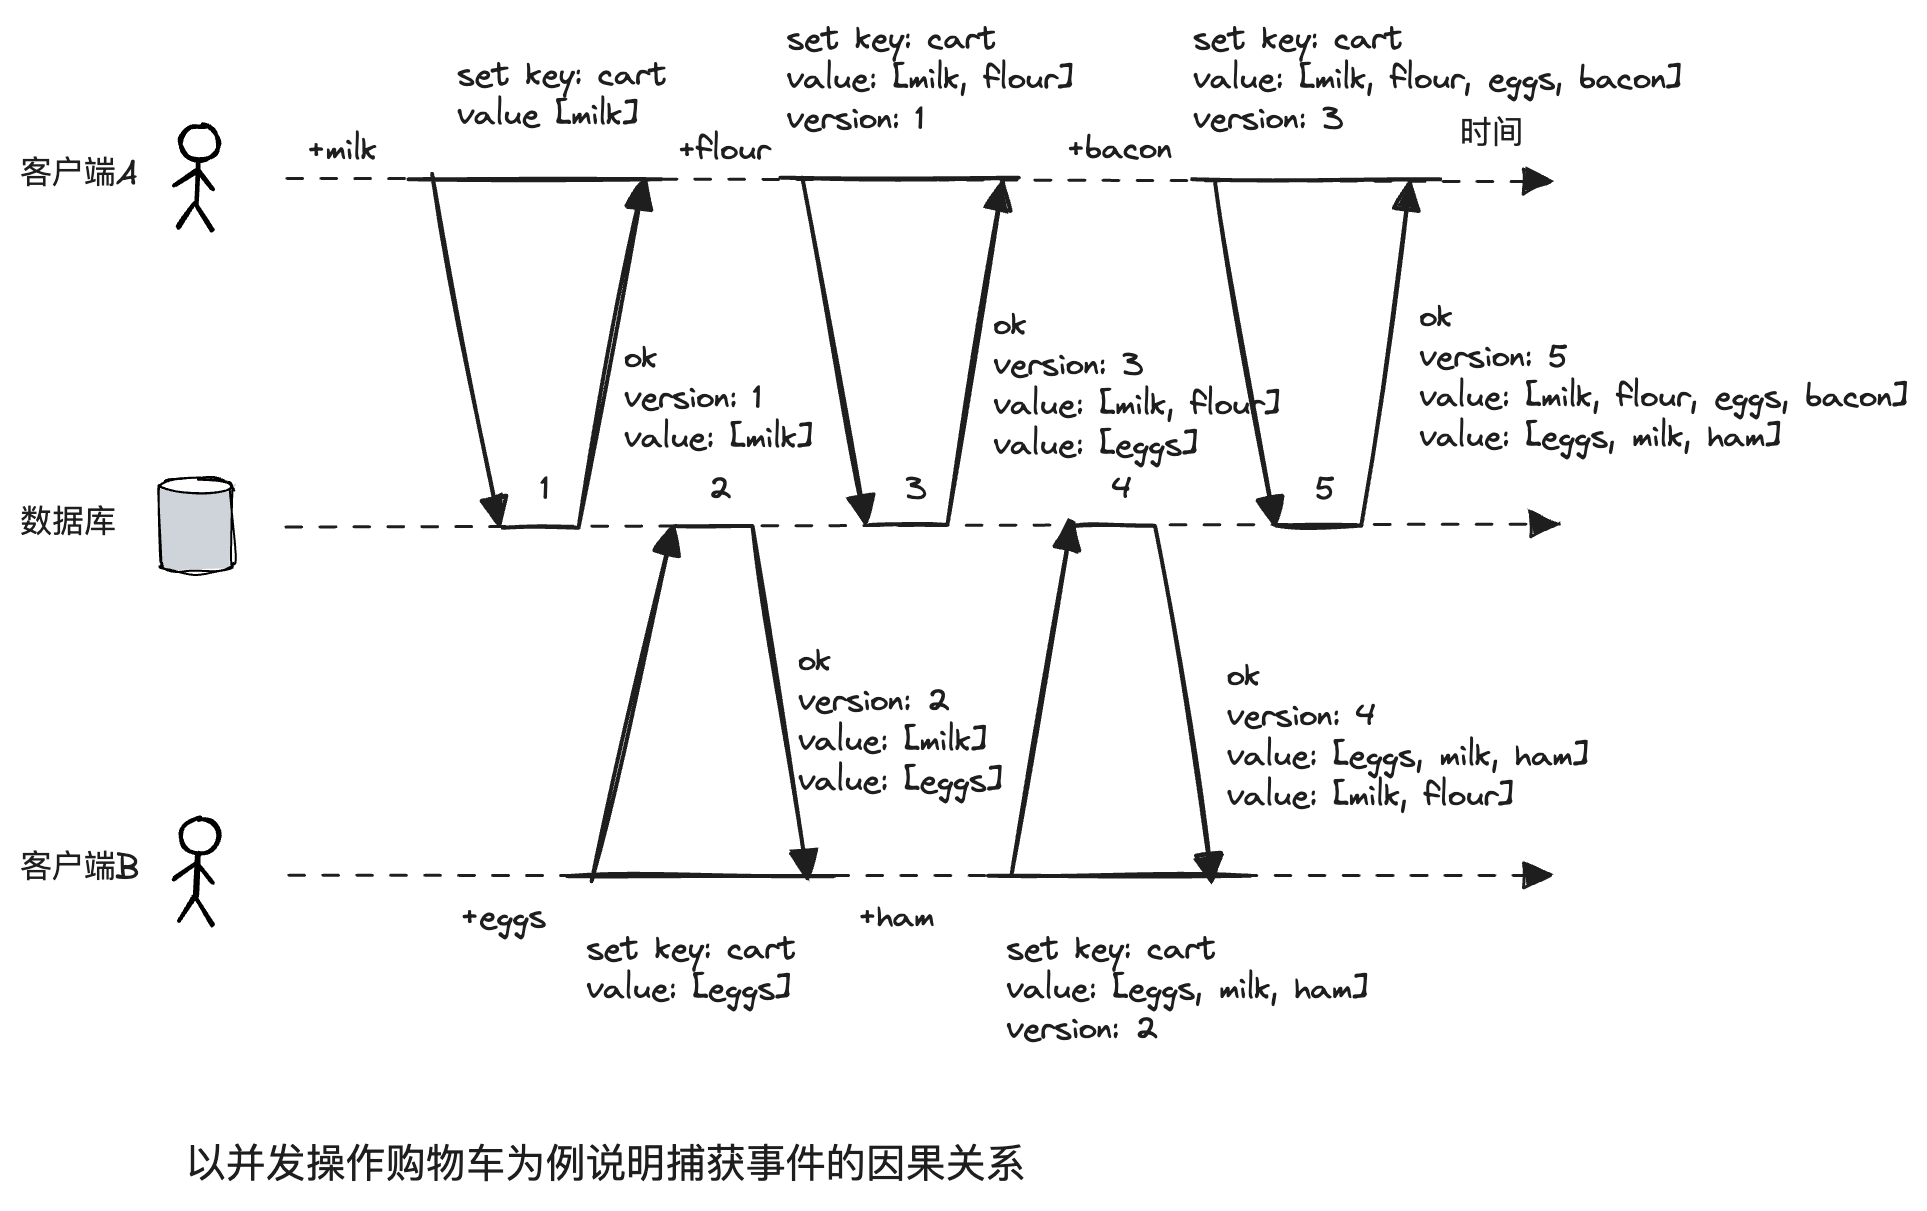 set key: cart
value [milk]
set key: cart
value: [milk, flour]
version: 1
set key: cart
value: [milk, flour, eggs, bacon]
version: 3
时间
+milk
+flour
+bacon
客户端A
ok
version: 1
value: [milk]
ok
version: 3
value: [milk, flour]
value: [eggs]
ok
version: 5
value: [milk, flour, eggs, bacon]
value: [eggs, milk, ham]
1
2
3
4
5
数据库
ok
version: 2
value: [milk]
value: [eggs]
ok
version: 4
value: [eggs, milk, ham]
value: [milk, flour]
客户端B
+eggs
+ham
set key: cart
value: [eggs]
set key: cart
value: [eggs, milk, ham]
version: 2
以并发操作购物车为例说明捕获事件的因果关系